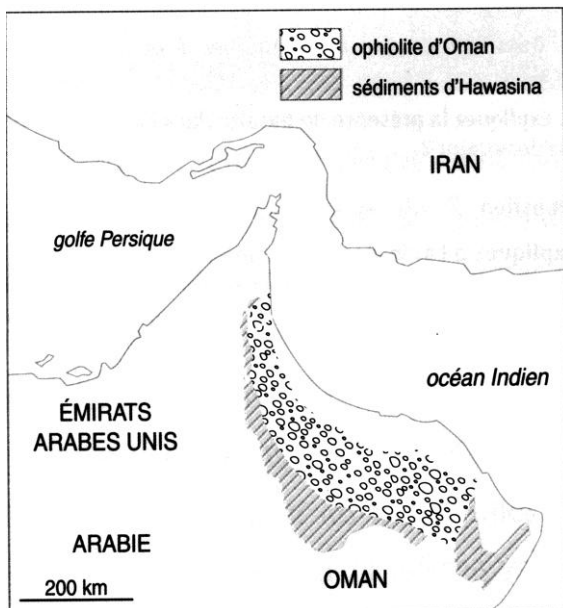 ophiolite d'Oman
sédiments d'Hawasina
IRAN
golfe Persique
océan Indien
ÉMIRATS
ARABES UNIS
ARABIE
200 km
OMAN